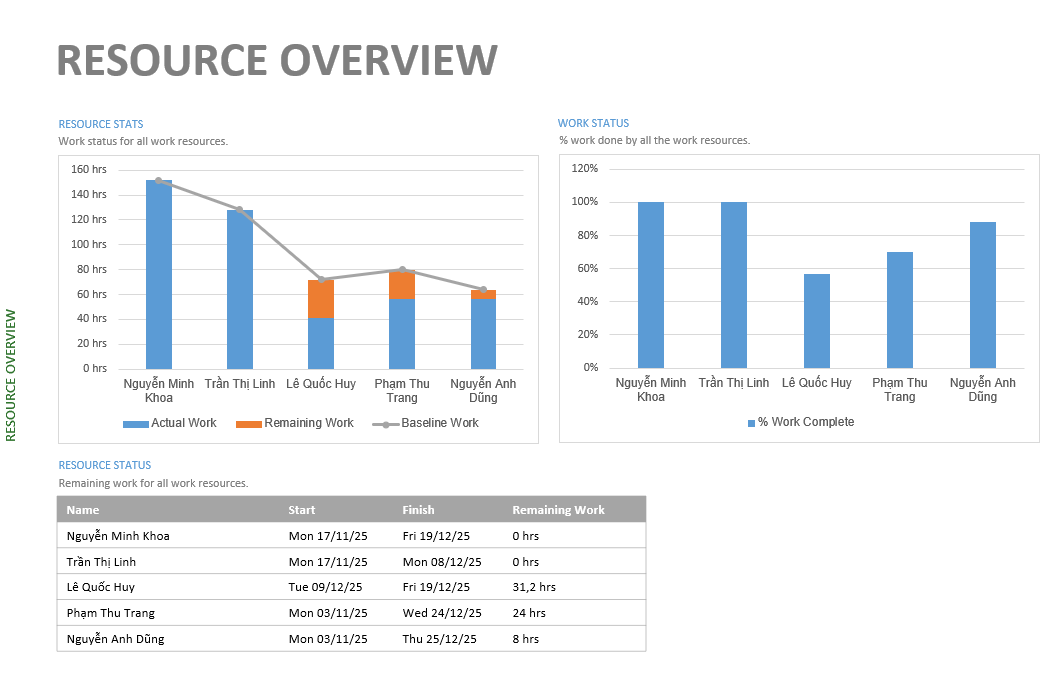 RESOURCE OVERVIEW
RESOURCE STATS
Work status for all work resources.
160 hrs
140 hrs
120 hrs
100 hrs
80 hrs
60 hrs
40 hrs
20 hrs
0 hrs
Nguyễn Minh Khoa
Trần Thị Linh
Lê Quốc Huy
Phạm Thu Trang
Nguyễn Anh Dũng
Actual Work
Remaining Work
Baseline Work
WORK STATUS
% work done by all the work resources.
120%
100%
80%
60%
40%
20%
0%
Nguyễn Minh Khoa
Trần Thị Linh
Lê Quốc Huy
Phạm Thu Trang
Nguyễn Anh Dũng
% Work Complete
RESOURCE OVERVIEW
RESOURCE STATUS
Remaining work for all work resources.
Name Start Finish Remaining Work
Nguyễn Minh Khoa Mon 17/11/25 Fri 19/12/25 0 hrs
Trần Thị Linh Mon 17/11/25 Mon 08/12/25 0 hrs
Lê Quốc Huy Tue 09/12/25 Fri 19/12/25 31,2 hrs
Phạm Thu Trang Mon 03/11/25 Wed 24/12/25 24 hrs
Nguyễn Anh Dũng Mon 03/11/25 Thu 25/12/25 8 hrs